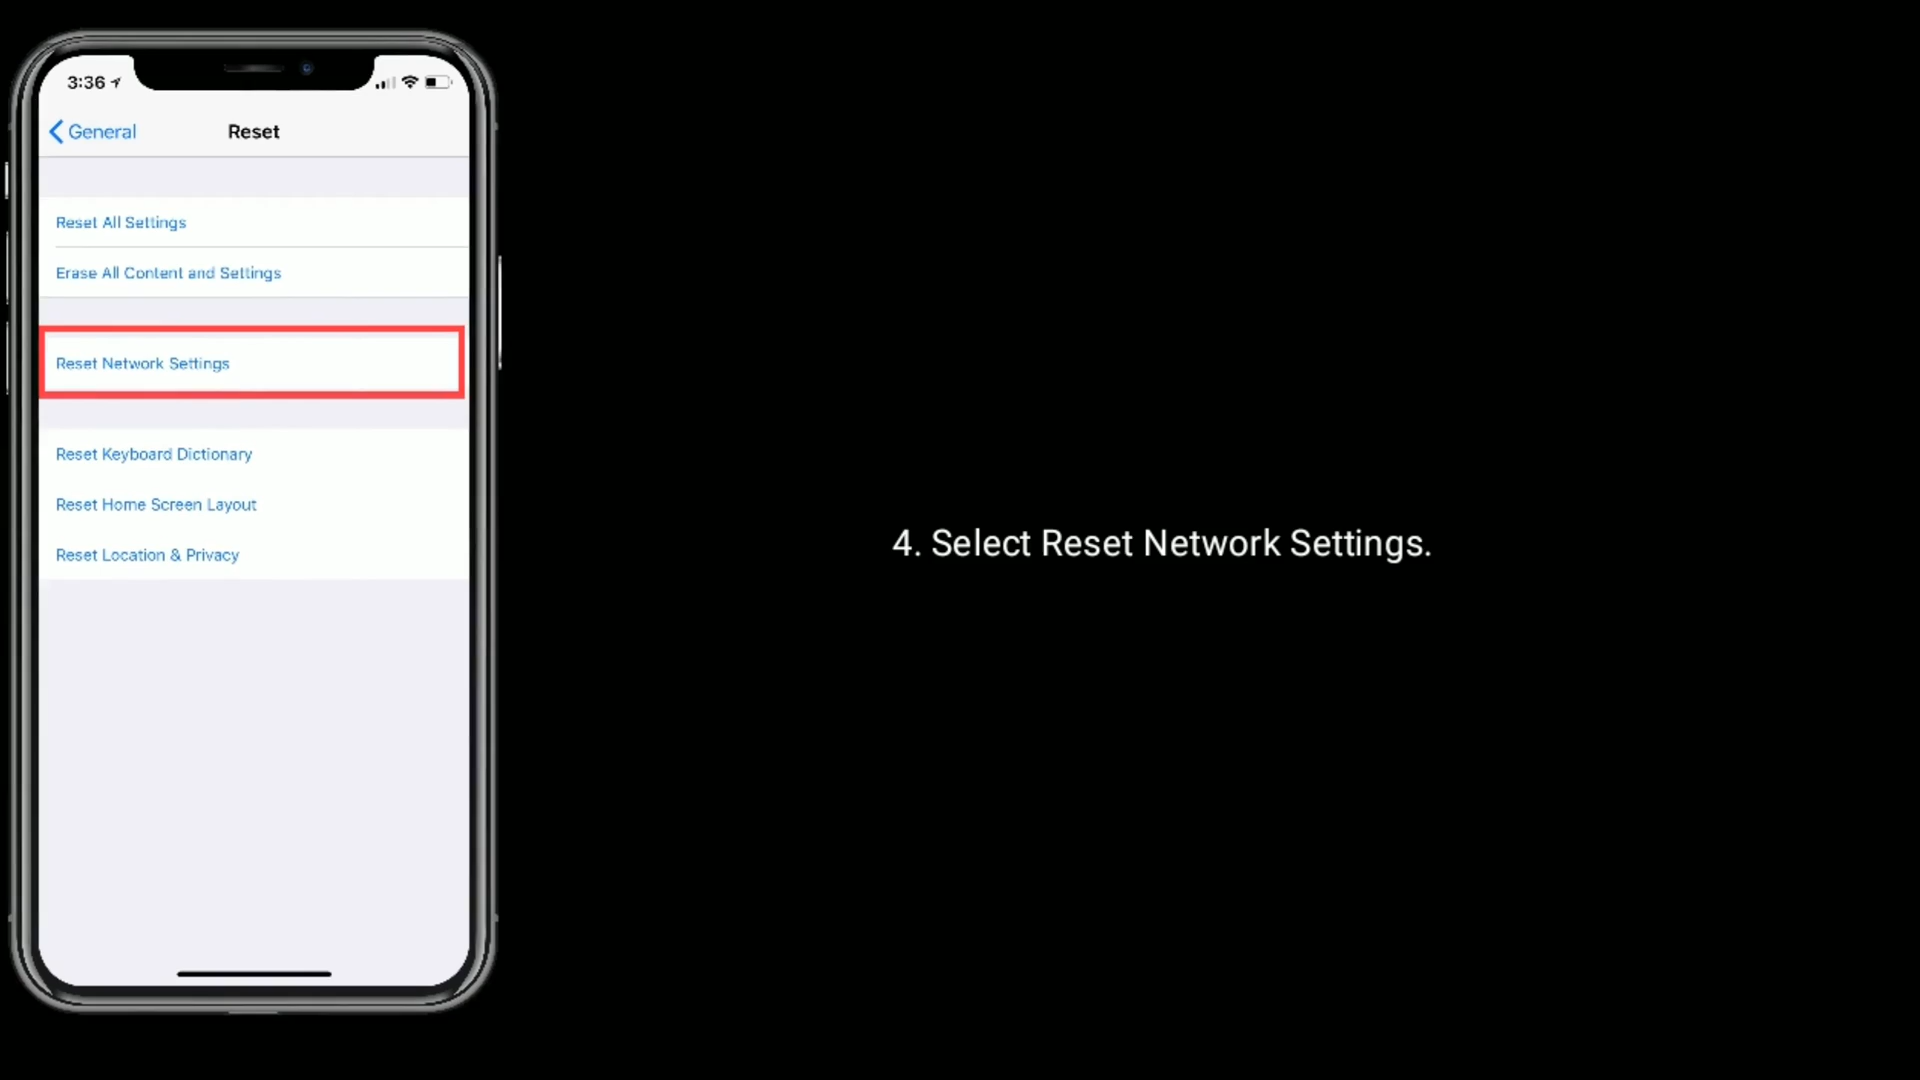 3:36
General
Reset
Reset All Settings
Erase All Content and Settings
Reset Network Settings
Reset Keyboard Dictionary
Reset Home Screen Layout
Reset Location & Privacy
4. Select Reset Network Settings.